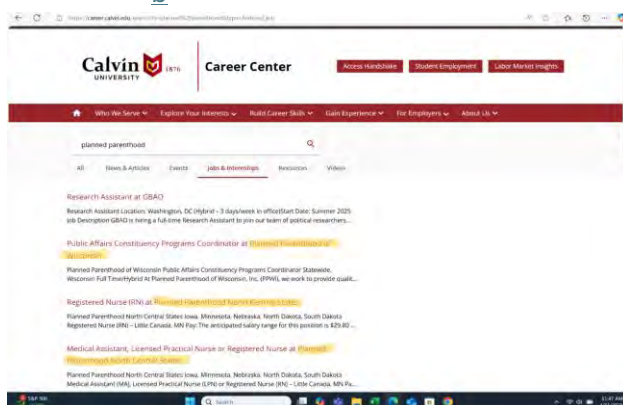 Calvin
UNIVERSITY
1876
Career Center
Access Handshake
Student Employment
Labor Market Insights
Who We Serve
Explore Your Interests
Build Career Skills
Gain Experience
For Employers
About Us
planned parenthood
All
News & Articles
Events
Jobs & Internships
Resources
Videos
Research Assistant at GBAO
Research Assistant Location: Washington, DC (Hybrid – 3 days/week in office)Start Date: Summer 2025
Job Description GBAO is hiring a full-time Research Assistant to join our team of political researchers...
Public Affairs Constituency Programs Coordinator at Planned Parenthood of
Wisconsin
Planned Parenthood of Wisconsin Public Affairs Constituency Programs Coordinator Statewide,
Wisconsin Full Time/Hybrid At Planned Parenthood of Wisconsin, Inc. (PPWI), we work to provide qualit...
Registered Nurse (RN) at Planned Parenthood North Central States
Planned Parenthood North Central States Iowa, Minnesota, Nebraska, North Dakota, South Dakota
Registered Nurse (RN) – Little Canada, MN Pay: The anticipated salary range for this position is $29.80 ...
Medical Assistant, Licensed Practical Nurse or Registered Nurse at Planned
Parenthood North Central States
Planned Parenthood North Central States Iowa, Minnesota, Nebraska, North Dakota, South Dakota
Medical Assistant (MA), Licensed Practical Nurse (LPN) or Registered Nurse (RN) – Little Canada, MN Pa...
Search
11:41 AM